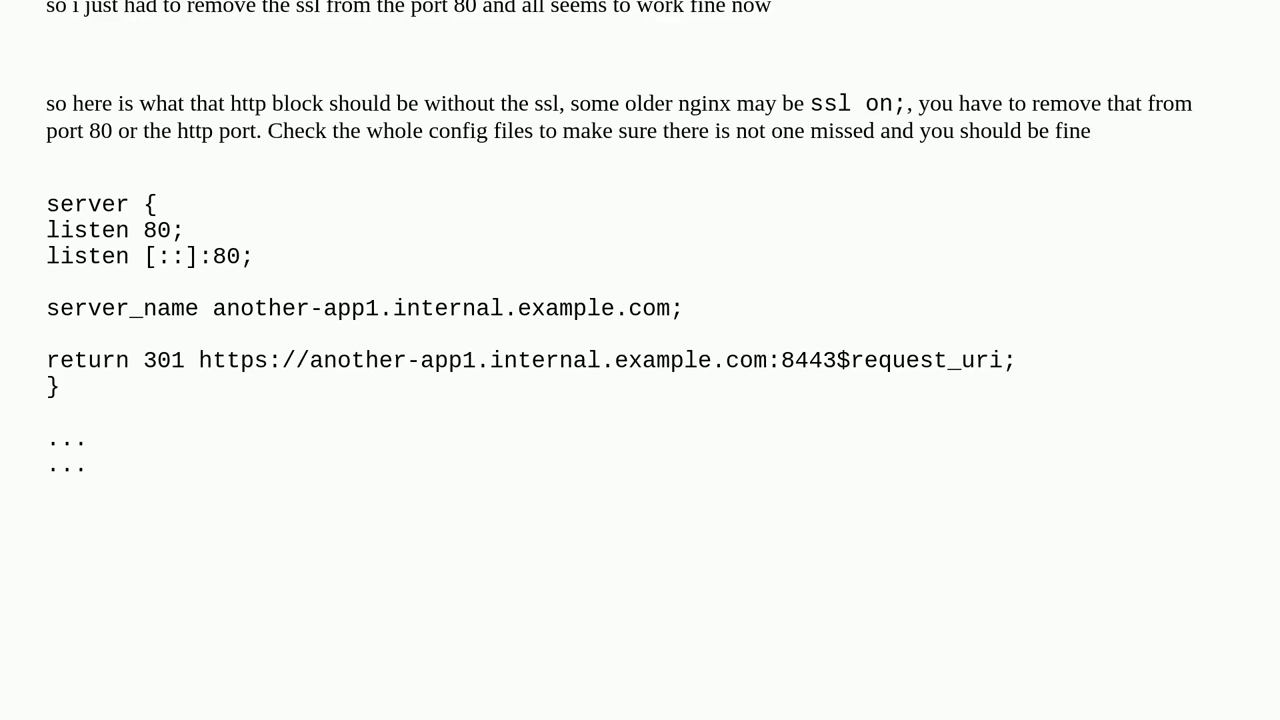 so i just had to remove the ssl from the port 80 and all seems to work fine now
so here is what that http block should be without the ssl, some older nginx may be ssl on;, you have to remove that from
port 80 or the http port. Check the whole config files to make sure there is not one missed and you should be fine
server {
listen 80;
listen [::]:80;
server_name another-app1.internal.example.com;
return 301 https://another-app1.internal.example.com:8443$request_uri;
}
...
...